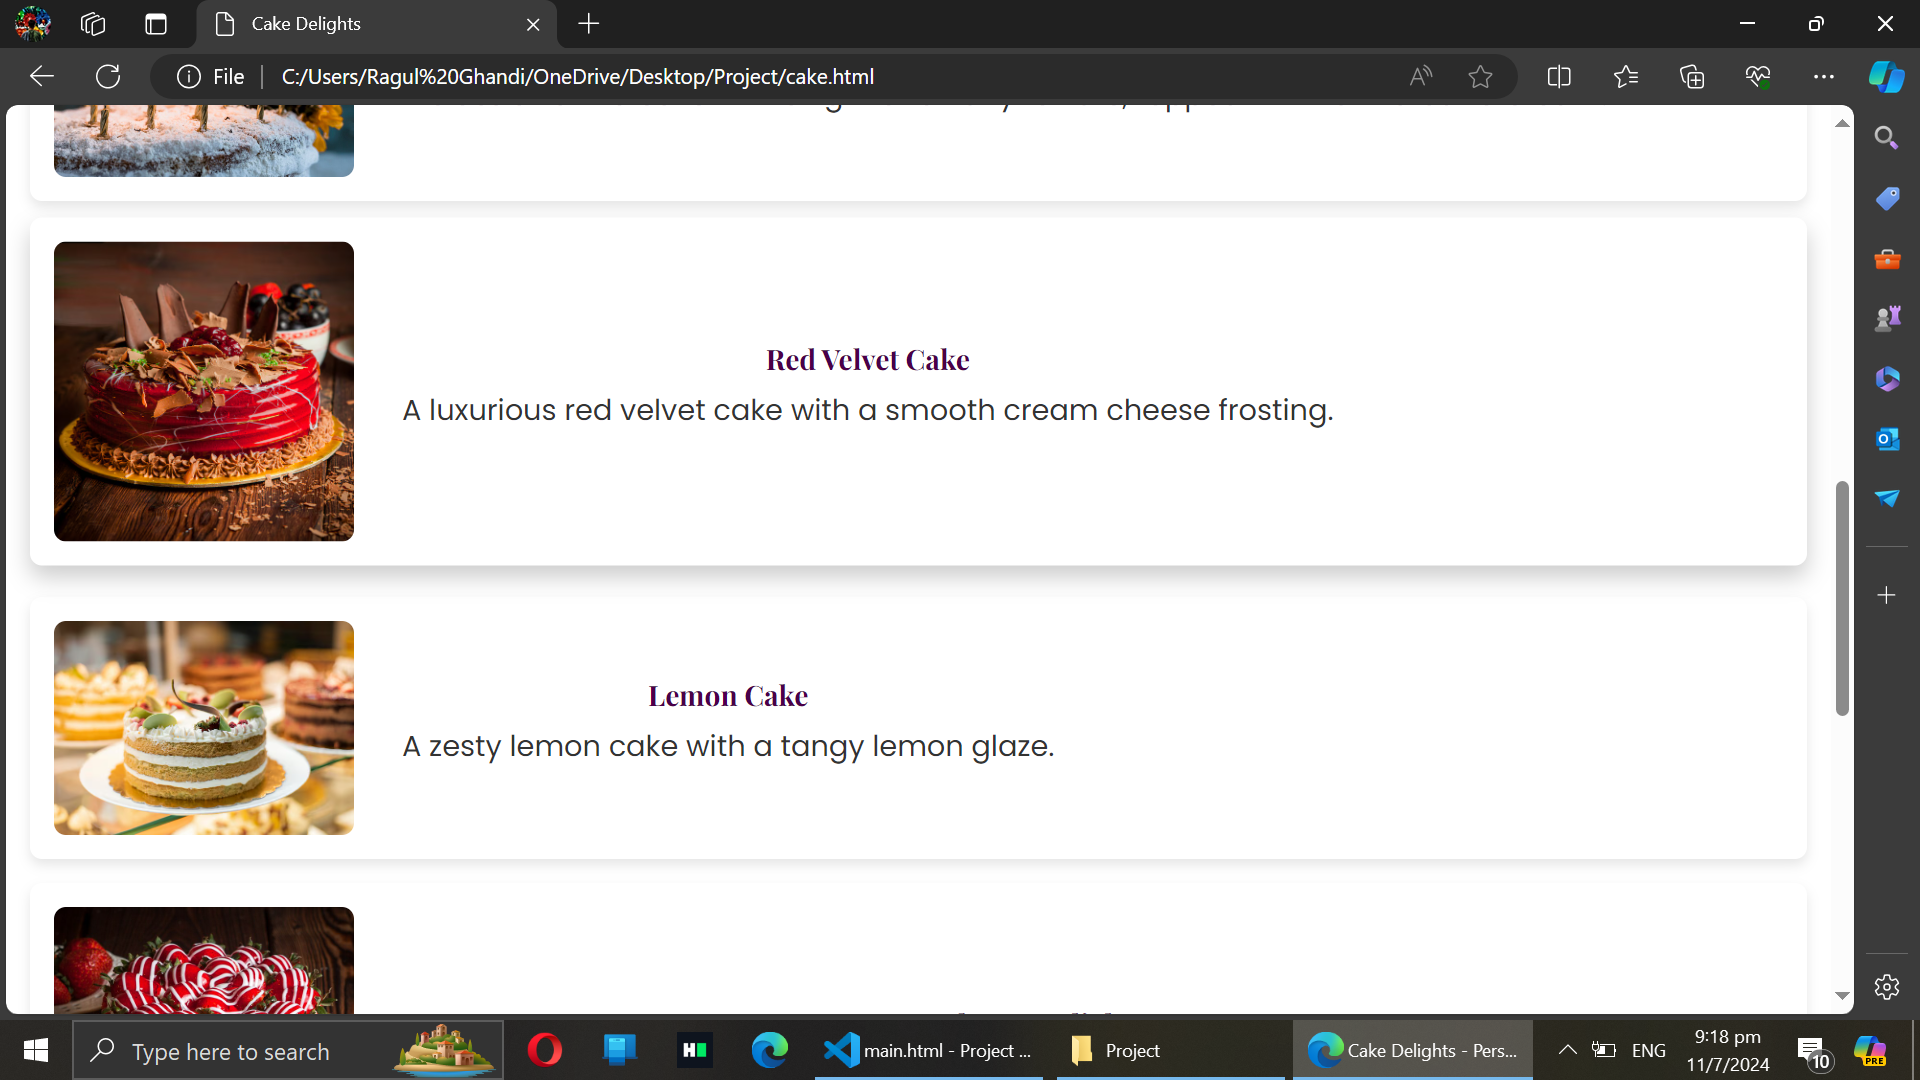 Cake Delights
File
C:/Users/Ragul%20Ghandi/OneDrive/Desktop/Project/cake.html
Red Velvet Cake
A luxurious red velvet cake with a smooth cream cheese frosting.
Lemon Cake
A zesty lemon cake with a tangy lemon glaze.
Type here to search
main.html - Project ...
Project
Cake Delights - Pers...
ENG
9:18 pm
11/7/2024
10
PRE